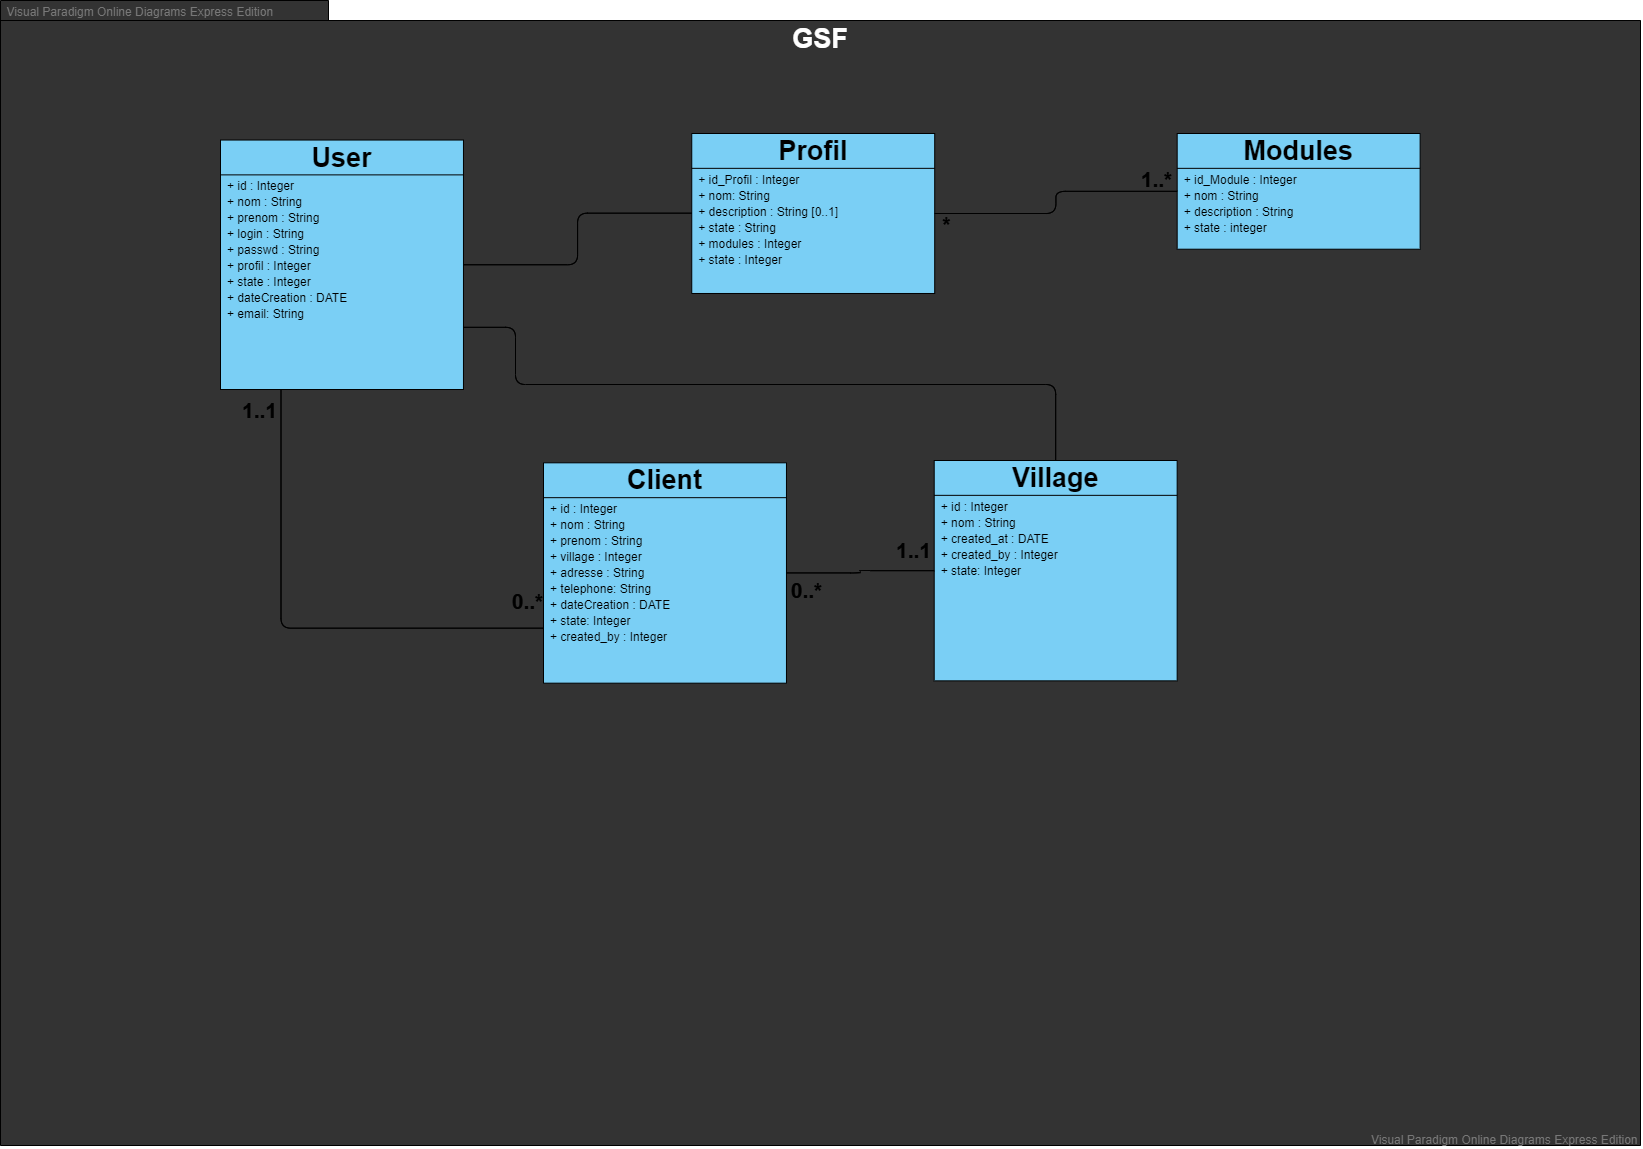 Visual Paradigm Online Diagrams Express Edition
GSF
User
+ id : Integer
+ nom : String
+ prenom : String
+ login : String
+ passwd : String
+ profil : Integer
+ state : Integer
+ dateCreation : DATE
+ email: String
Profil
+ id_Profil : Integer
+ nom: String
+ description : String [0..1]
+ state : String
+ modules : Integer
+ state : Integer
*
1..*
Modules
+ id_Module : Integer
+ nom : String
+ description : String
+ state : integer
1..1
0..*
Client
+ id : Integer
+ nom : String
+ prenom : String
+ village : Integer
+ adresse : String
+ telephone: String
+ dateCreation : DATE
+ state: Integer
+ created_by : Integer
0..*
1..1
Village
+ id : Integer
+ nom : String
+ created_at : DATE
+ created_by : Integer
+ state: Integer
Visual Paradigm Online Diagrams Express Edition